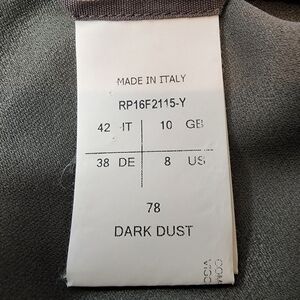 MADE IN ITALY
RP16F2115-Y
42 IT 10 GB
38 DE 8 US
78
DARK DUST